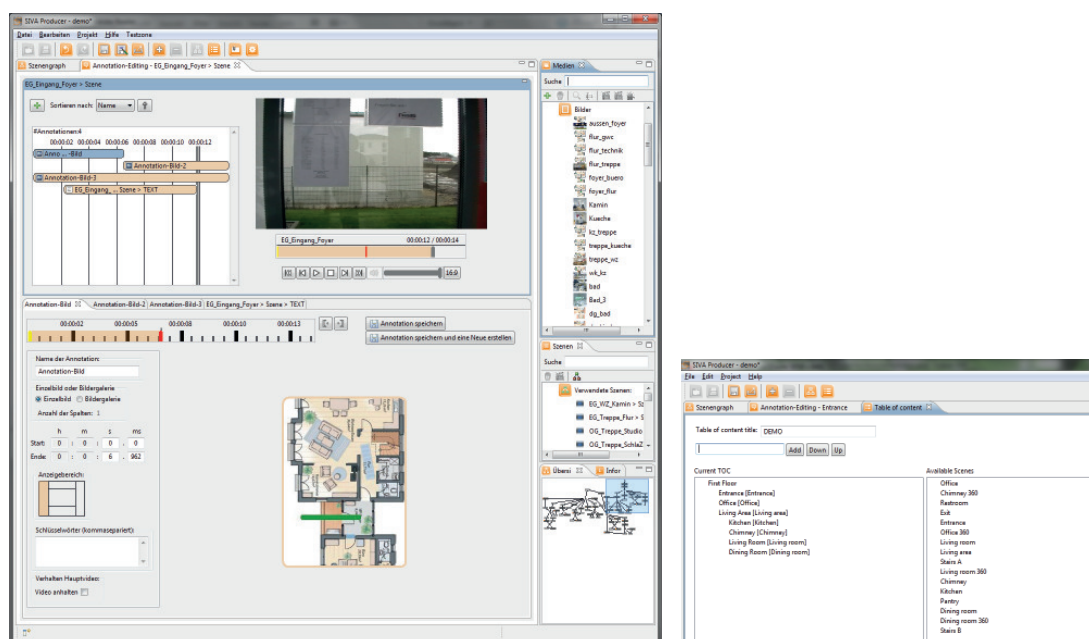 SIVA Producer - demo*
Datei Bearbeiten Projekt Hilfe Testzone
Szenengraph Annotation-Editing - EG_Eingang_Foyer > Szene
EG_Eingang_Foyer > Szene
Sortieren nach: Name
#Annotationen:4
00:00:02 00:00:04 00:00:06 00:00:08 00:00:10 00:00:12
Anno ... -Bild
Annotation-Bild-2
Annotation-Bild-3
EG_Eingang_ ... Szene > TEXT
EG_Eingang_Foyer 00:00:12 / 00:00:14
16:9
Annotation-Bild Annotation-Bild-2 Annotation-Bild-3 EG_Eingang_Foyer > Szene > TEXT
00:00:02 00:00:05 00:00:08 00:00:10 00:00:13
Annotation speichern
Annotation speichern und eine Neue erstellen
Name der Annotation:
Annotation-Bild
Einzelbild oder Bildergalerie
Einzelbild Bildergalerie
Anzahl der Spalten: 1
h m s ms
Start: 0 : 0 : 0 . 0
Ende: 0 : 0 : 6 . 962
Anzeigebereich:
Schlüsselwörter (kommasepariert):
Verhalten Hauptvideo:
Video anhalten
Medien
Suche
Bilder
aussen_foyer
flur_gwc
flur_technik
flur_treppe
foyer_buero
foyer_flur
Kamin
Kueche
kz_treppe
treppe_kueche
treppe_wz
wk_kz
bad
Bad_3
dg_bad
Szenen
Suche
Verwendete Szenen:
EG_WZ_Kamin > Sz
EG_Treppe_Flur > S
OG_Treppe_Studio
OG_Treppe_SchlaZ
Übersi Infor
SIVA Producer - demo*
File Edit Project Help
Szenengraph Annotation-Editing - Entrance Table of content
Table of content title: DEMO
Add Down Up
Current TOC
First Floor
Entrance [Entrance]
Office [Office]
Living Area [Living area]
Kitchen [Kitchen]
Chimney [Chimney]
Living Room [Living room]
Dining Room [Dining room]
Available Scenes
Office
Chimney 360
Restroom
Exit
Entrance
Office 360
Living room
Living area
Stairs A
Living room 360
Chimney
Kitchen
Pantry
Dining room
Dining room 360
Stairs B